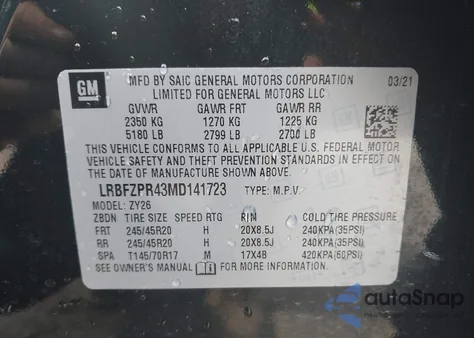 GM
MFD BY SAIC GENERAL MOTORS CORPORATION 03/21
LIMITED FOR GENERAL MOTORS LLC
GVWR GAWR FRT GAWR RR
2350 KG 1270 KG 1225 KG
5180 LB 2799 LB 2700 LB
THIS VEHICLE CONFORMS TO ALL APPLICABLE U.S. FEDERAL MOTOR
VEHICLE SAFETY AND THEFT PREVENTION STANDARDS IN EFFECT ON
THE DATE OF MANUFACTURE SHOWN ABOVE.
LRBFZPR43MD141723 TYPE: M.P.V.
MODEL: ZY26
ZBDN TIRE SIZE SPEED RTG RIN COLD TIRE PRESSURE
FRT 245/45R20 H 20X8.5J 240KPA(35PSI)
RR 245/45R20 H 20X8.5J 240KPA(35PSI)
SPA T145/70R17 M 17X4B 420KPA(60PSI)
SEE OWNER'S MANUAL FOR MORE INFORMATION
autoSnap